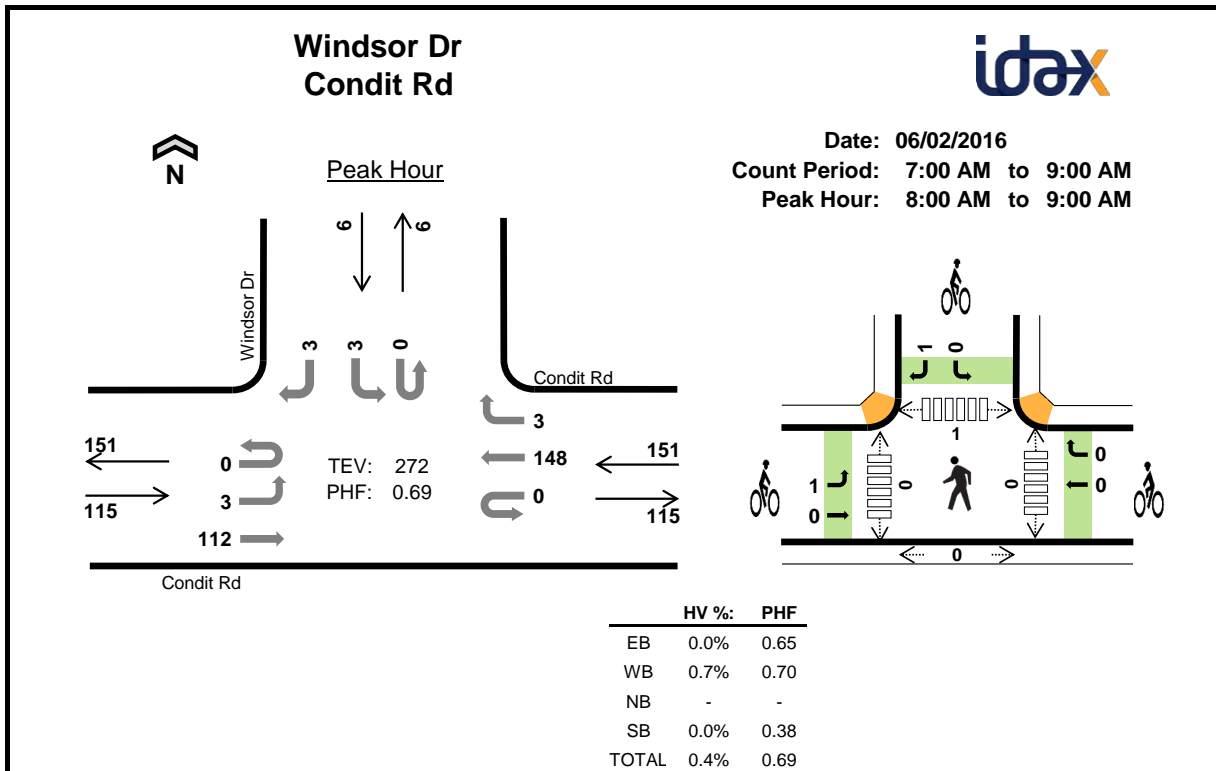 Windsor Dr
Condit Rd
idax
N
Peak Hour
Date: 06/02/2016
Count Period: 7:00 AM to 9:00 AM
Peak Hour: 8:00 AM to 9:00 AM
6 6
Windsor Dr
3 3 0
Condit Rd
3
148
0
151
115
151
115
0
3
112
TEV: 272
PHF: 0.69
Condit Rd
1 0
1
0
0
1
0
0
0
0
HV %: PHF
EB 0.0% 0.65
WB 0.7% 0.70
NB - -
SB 0.0% 0.38
TOTAL 0.4% 0.69